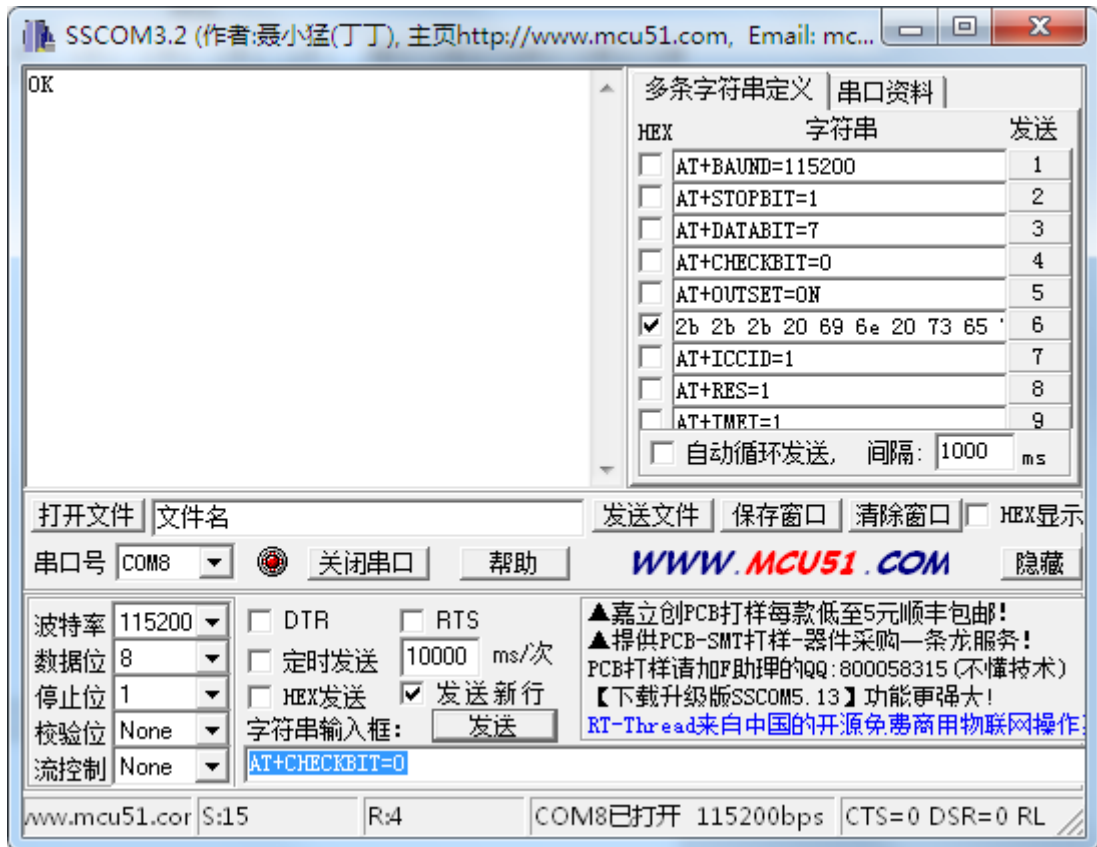 SSCOM3.2 (作者:聂小猛(丁丁), 主页http://www.mcu51.com, Email: mc...
OK
多条字符串定义 串口资料
HEX 字符串 发送
AT+BAUND=115200 1
AT+STOPBIT=1 2
AT+DATABIT=7 3
AT+CHECKBIT=0 4
AT+OUTSET=ON 5
2b 2b 2b 20 69 6e 20 73 65 6
AT+ICCID=1 7
AT+RES=1 8
AT+IMEI=1 9
自动循环发送, 间隔: 1000 ms
打开文件 文件名 发送文件 保存窗口 清除窗口 HEX显示
串口号 COM8 关闭串口 帮助 WWW.MCU51.COM 隐藏
波特率 115200 DTR RTS
数据位 8 定时发送 10000 ms/次
停止位 1 HEX发送 发送新行
校验位 None 字符串输入框: 发送
流控制 None AT+CHECKBIT=0
▲嘉立创PCB打样每款低至5元顺丰包邮!
▲提供PCB-SMT打样-器件采购—条龙服务!
PCB打样请加QQ:800058315(不懂技术)
【下载升级版SSCOM5.13】功能更强大!
RT-Thread来自中国的开源免费商用物联网操作
www.mcu51.cor S:15 R:4 COM8已打开 115200bps CTS=0 DSR=0 RL